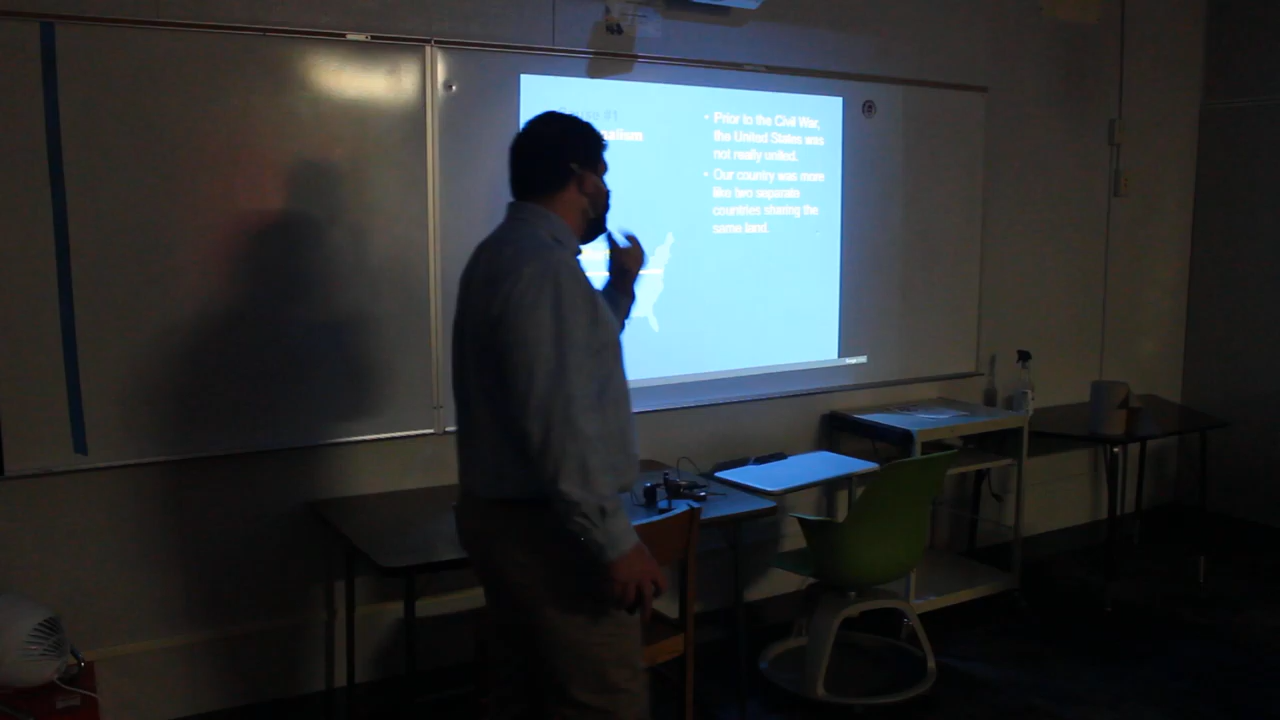 #1
Prior to the Civil War,
the United States was
not really united.
Our country was more
like two separate
countries sharing the
same land.